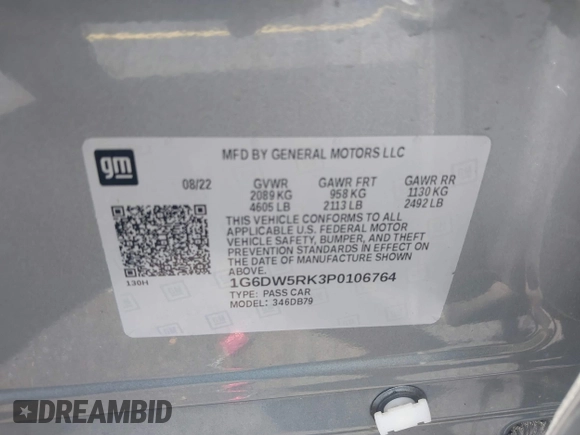 gm
MFD BY GENERAL MOTORS LLC
08/22 GVWR GAWR FRT GAWR RR
2089 KG 958 KG 1130 KG
4605 LB 2113 LB 2492 LB
THIS VEHICLE CONFORMS TO ALL
APPLICABLE U.S. FEDERAL MOTOR
VEHICLE SAFETY, BUMPER, AND THEFT
PREVENTION STANDARDS IN EFFECT ON
THE DATE OF MANUFACTURE SHOWN
ABOVE.
130H
1G6DW5RK3P0106764
TYPE: PASS CAR
MODEL: 346DB79
DREAMBID